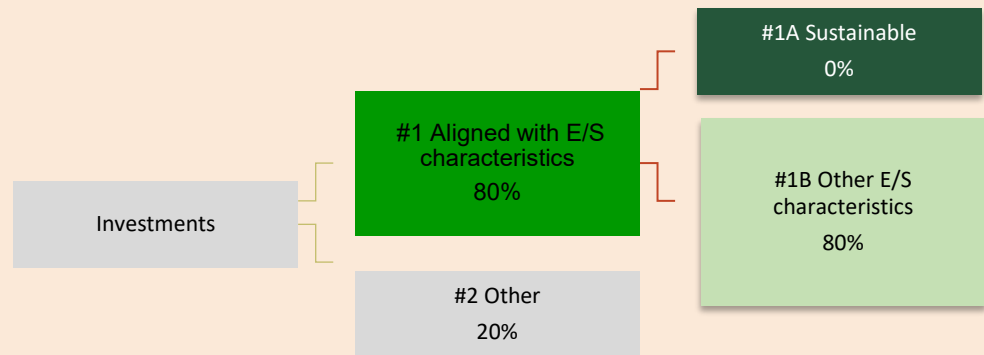 Investments
#1 Aligned with E/S
characteristics
80%
#2 Other
20%
#1A Sustainable
0%
#1B Other E/S
characteristics
80%